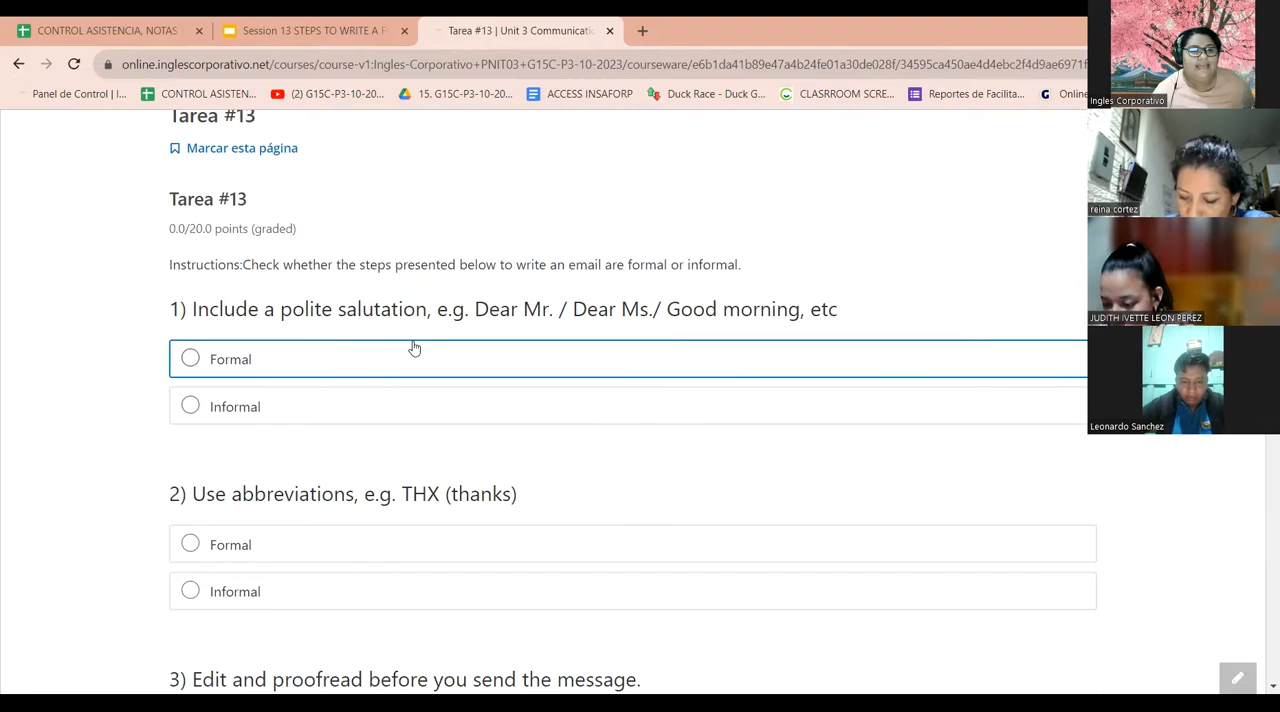 CONTROL ASISTENCIA, NOTAS
Session 13 STEPS TO WRITE A F
Tarea #13 | Unit 3 Communicati
online.inglescorporativo.net/courses/course-v1:Ingles-Corporativo+PNIT03+G15C-P3-10-2023/courseware/e6b1da41b89e47a4b24fe01a30de028f/34595ca450ae4d4ebc2f4d9ae6971f
Panel de Control | I...
CONTROL ASISTEN...
(2) G15C-P3-10-20...
15. G15C-P3-10-20...
ACCESS INSAFORP
Duck Race - Duck G...
CLASRROOM SCRE...
Reportes de Facilita...
Online
Ingles Corporativo
reina cortez
JUDITH IVETTE LEON PEREZ
Leonardo Sanchez
Tarea #13
Marcar esta página
Tarea #13
0.0/20.0 points (graded)
Instructions:Check whether the steps presented below to write an email are formal or informal.
1) Include a polite salutation, e.g. Dear Mr. / Dear Ms./ Good morning, etc
Formal
Informal
2) Use abbreviations, e.g. THX (thanks)
Formal
Informal
3) Edit and proofread before you send the message.